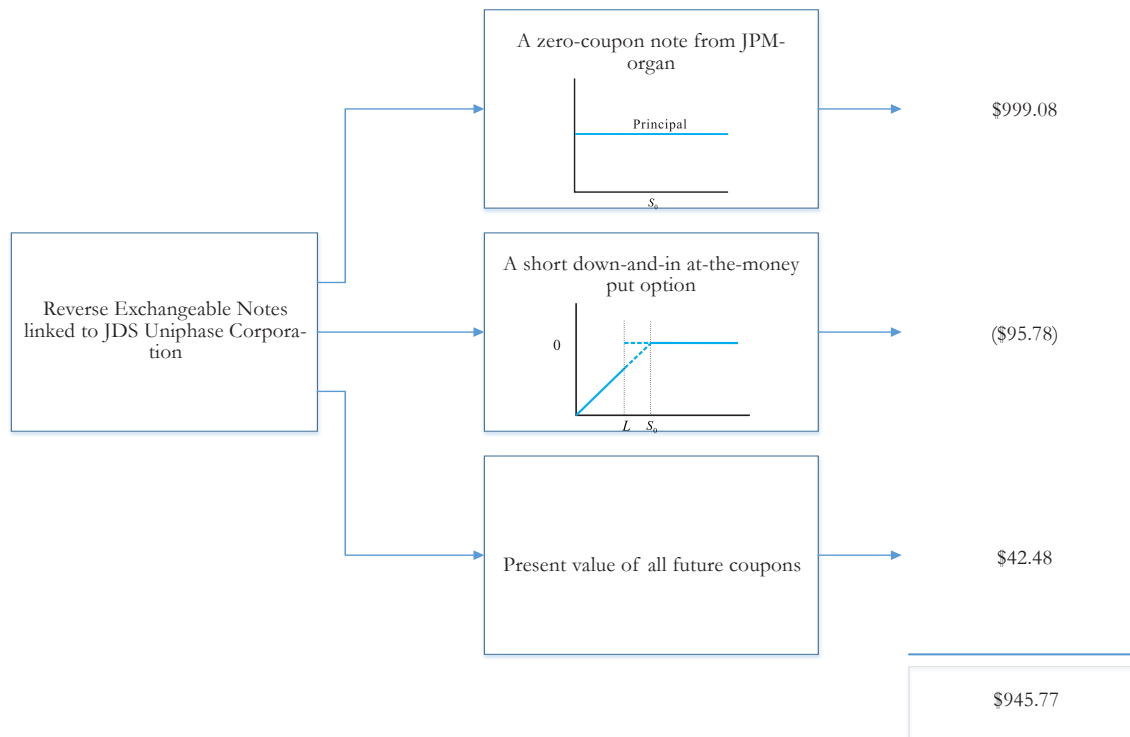 A zero-coupon note from JPM-
organ
Principal
S₀
$999.08
Reverse Exchangeable Notes
linked to JDS Uniphase Corpora-
tion
A short down-and-in at-the-money
put option
0
L S₀
($95.78)
Present value of all future coupons
$42.48
$945.77